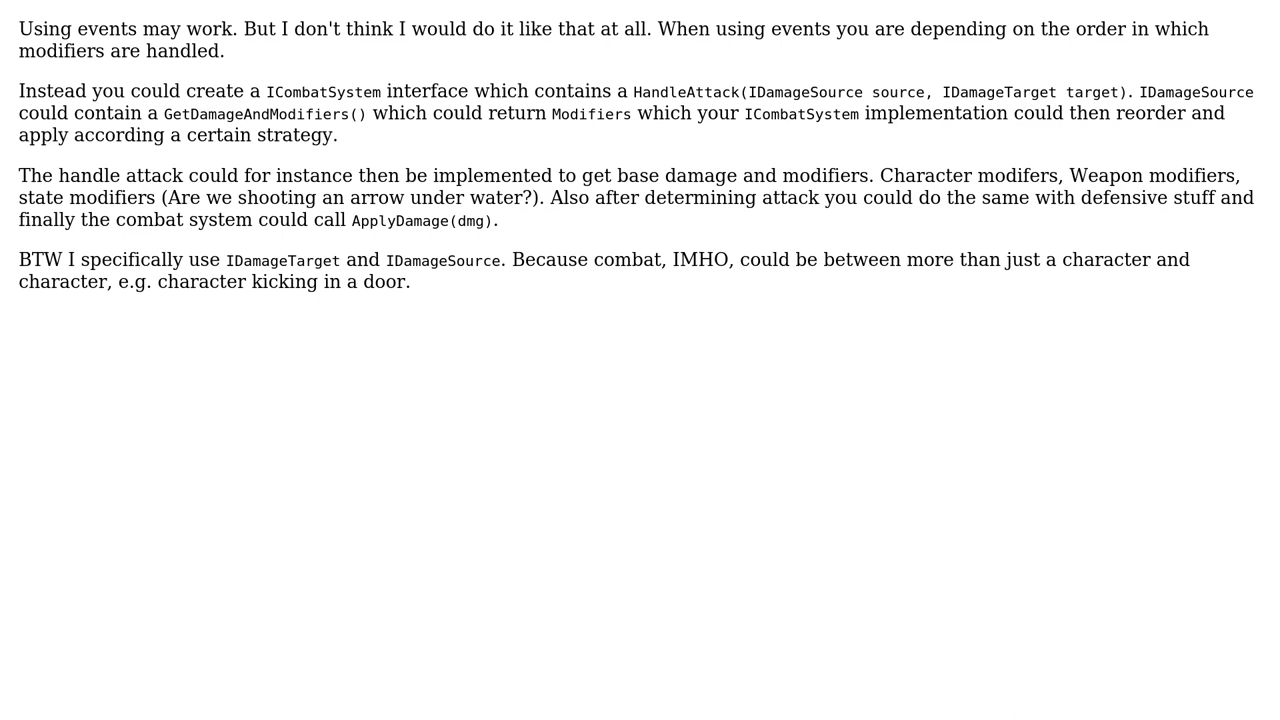 Using events may work. But I don't think I would do it like that at all. When using events you are depending on the order in which
modifiers are handled.
Instead you could create a ICombatSystem interface which contains a HandleAttack(IDamageSource source, IDamageTarget target). IDamageSource
could contain a GetDamageAndModifiers() which could return Modifiers which your ICombatSystem implementation could then reorder and
apply according a certain strategy.
The handle attack could for instance then be implemented to get base damage and modifiers. Character modifers, Weapon modifiers,
state modifiers (Are we shooting an arrow under water?). Also after determining attack you could do the same with defensive stuff and
finally the combat system could call ApplyDamage(dmg).
BTW I specifically use IDamageTarget and IDamageSource. Because combat, IMHO, could be between more than just a character and
character, e.g. character kicking in a door.